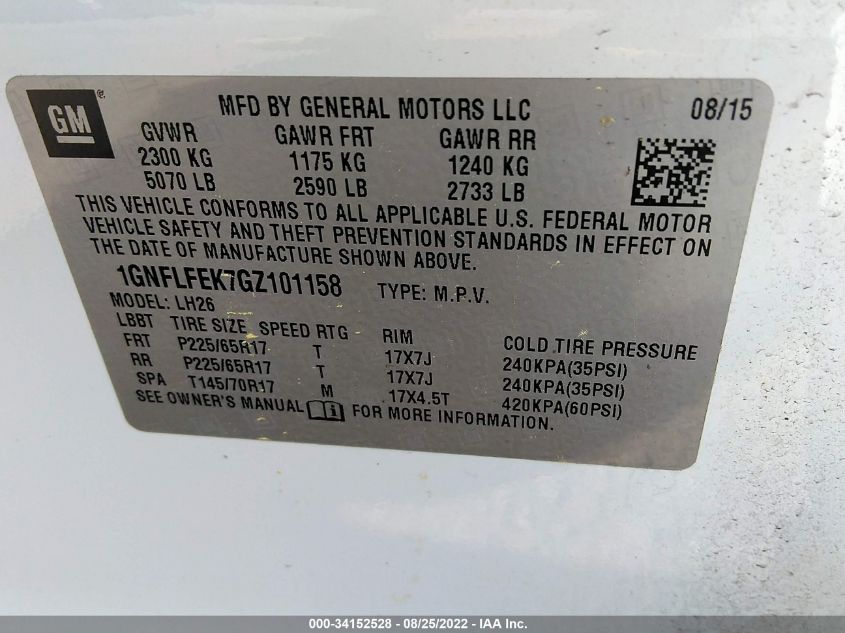 GM®
MFD BY GENERAL MOTORS LLC 08/15
GVWR GAWR FRT GAWR RR
2300 KG 1175 KG 1240 KG
5070 LB 2590 LB 2733 LB
THIS VEHICLE CONFORMS TO ALL APPLICABLE U.S. FEDERAL MOTOR
VEHICLE SAFETY AND THEFT PREVENTION STANDARDS IN EFFECT ON
THE DATE OF MANUFACTURE SHOWN ABOVE.
1GNFLFEK7GZ101158 TYPE: M.P.V.
MODEL: LH26
LBBT TIRE SIZE SPEED RTG RIM COLD TIRE PRESSURE
FRT P225/65R17 T 17X7J 240KPA(35PSI)
RR P225/65R17 T 17X7J 240KPA(35PSI)
SPA T145/70R17 M 17X4.5T 420KPA(60PSI)
SEE OWNER'S MANUAL FOR MORE INFORMATION.
000-34152528 - 08/25/2022 - IAA Inc.